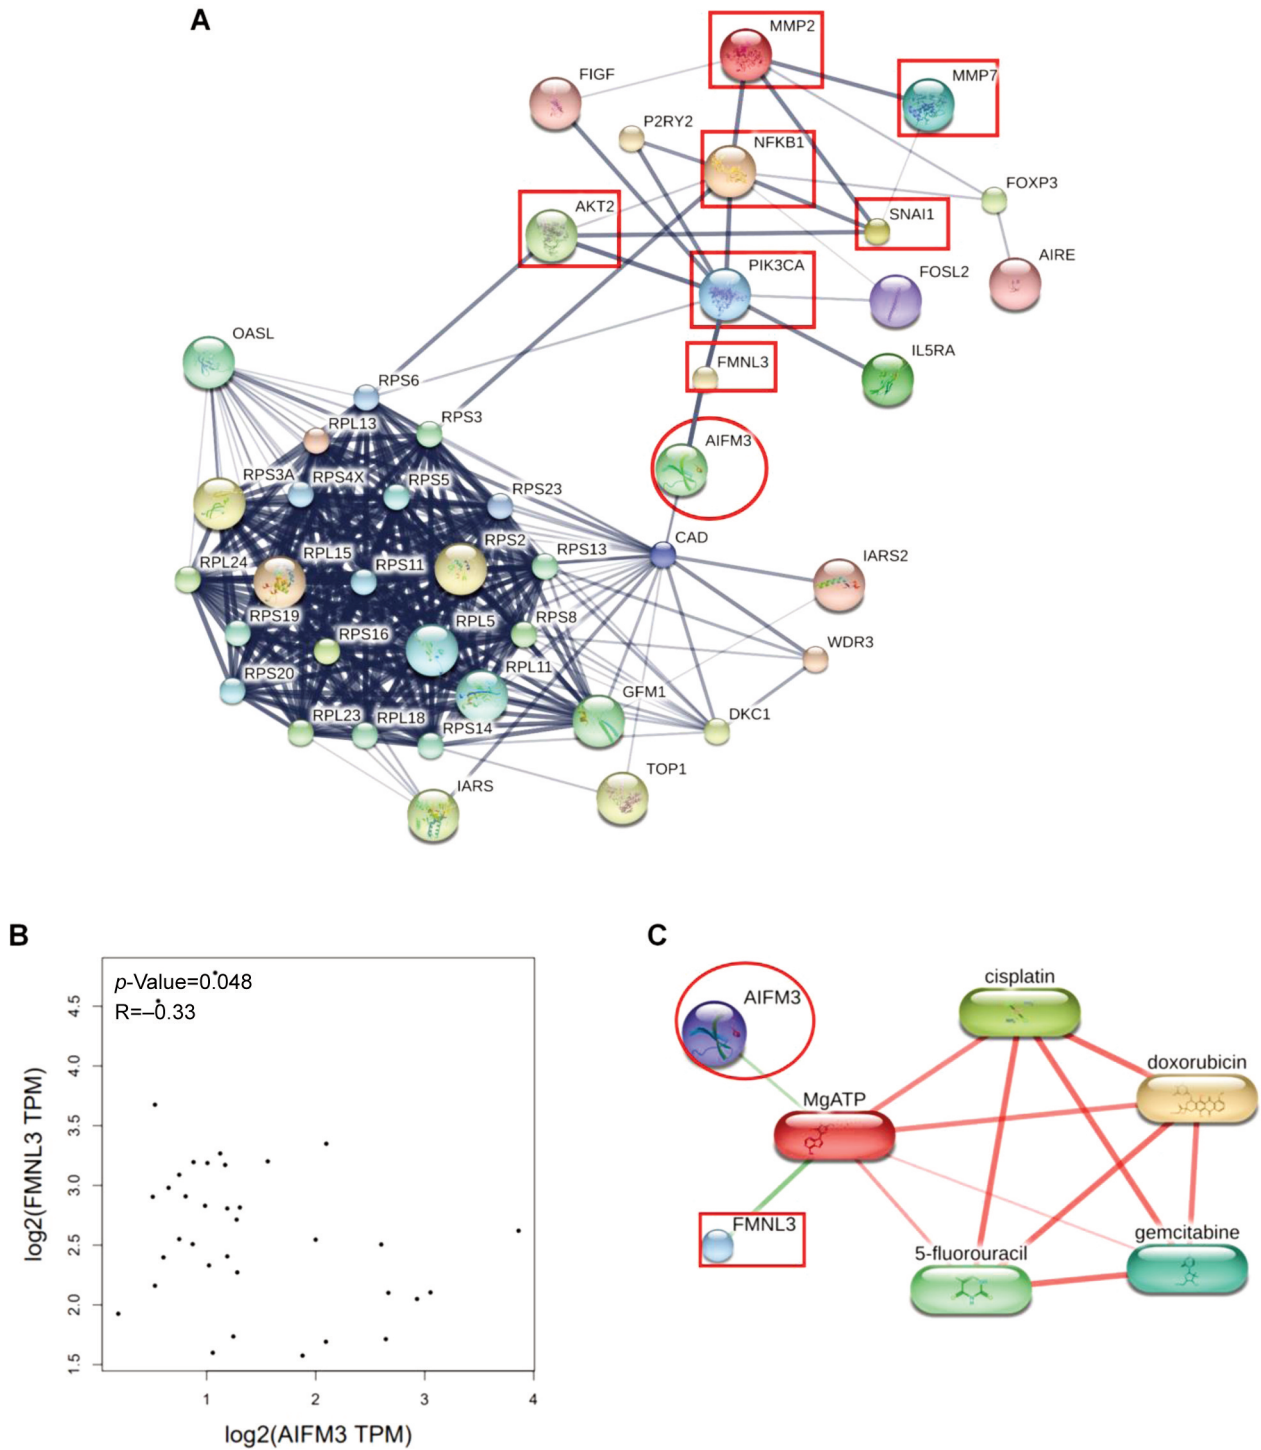 A
MMP2
FIGF
MMP7
P2RY2
NFKB1
FOXP3
AKT2
SNAI1
PIK3CA
FOSL2
AIRE
OASL
FMNL3
IL5RA
RPS6
RPL13
RPS3
AIFM3
RPS3A
RPS4X
RPS5
RPS23
CAD
RPL24
RPL15
RPS11
RPS2
RPS13
IARS2
RPS19
RPS16
RPL5
RPS8
WDR3
RPS20
RPL11
GFM1
RPL23
RPL18
RPS14
DKC1
IARS
TOP1
B
p-Value=0.048
R=–0.33
4.5
4.0
3.5
3.0
2.5
2.0
1.5
log2(FMNL3 TPM)
1
2
3
4
log2(AIFM3 TPM)
C
cisplatin
AIFM3
doxorubicin
MgATP
FMNL3
gemcitabine
5-fluorouracil